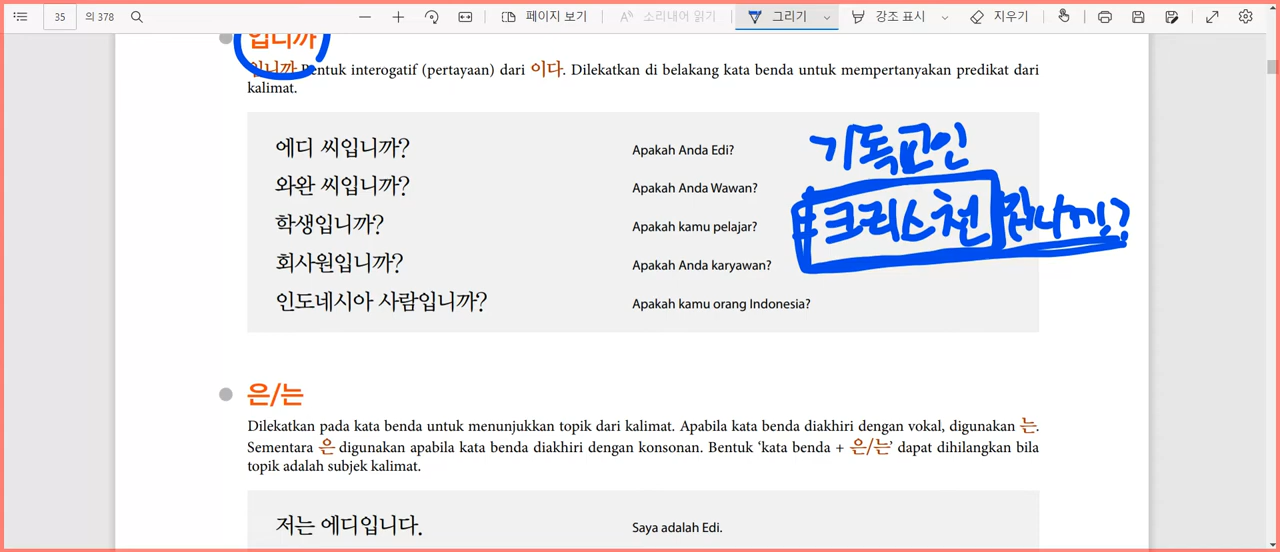 35 의 378 페이지 보기 소리내어 읽기 그리기 강조 표시 지우기
입니까
입니까 Bentuk interogatif (pertayaan) dari 이다. Dilekatkan di belakang kata benda untuk mempertanyakan predikat dari
kalimat.
에디 씨입니까? Apakah Anda Edi? 기독교인
와완 씨입니까? Apakah Anda Wawan?
학생입니까? Apakah kamu pelajar? 크리스천 입니까?
회사원입니까? Apakah Anda karyawan?
인도네시아 사람입니까? Apakah kamu orang Indonesia?
은/는
Dilekatkan pada kata benda untuk menunjukkan topik dari kalimat. Apabila kata benda diakhiri dengan vokal, digunakan 는.
Sementara 은 digunakan apabila kata benda diakhiri dengan konsonan. Bentuk ‘kata benda + 은/는’ dapat dihilangkan bila
topik adalah subjek kalimat.
저는 에디입니다. Saya adalah Edi.